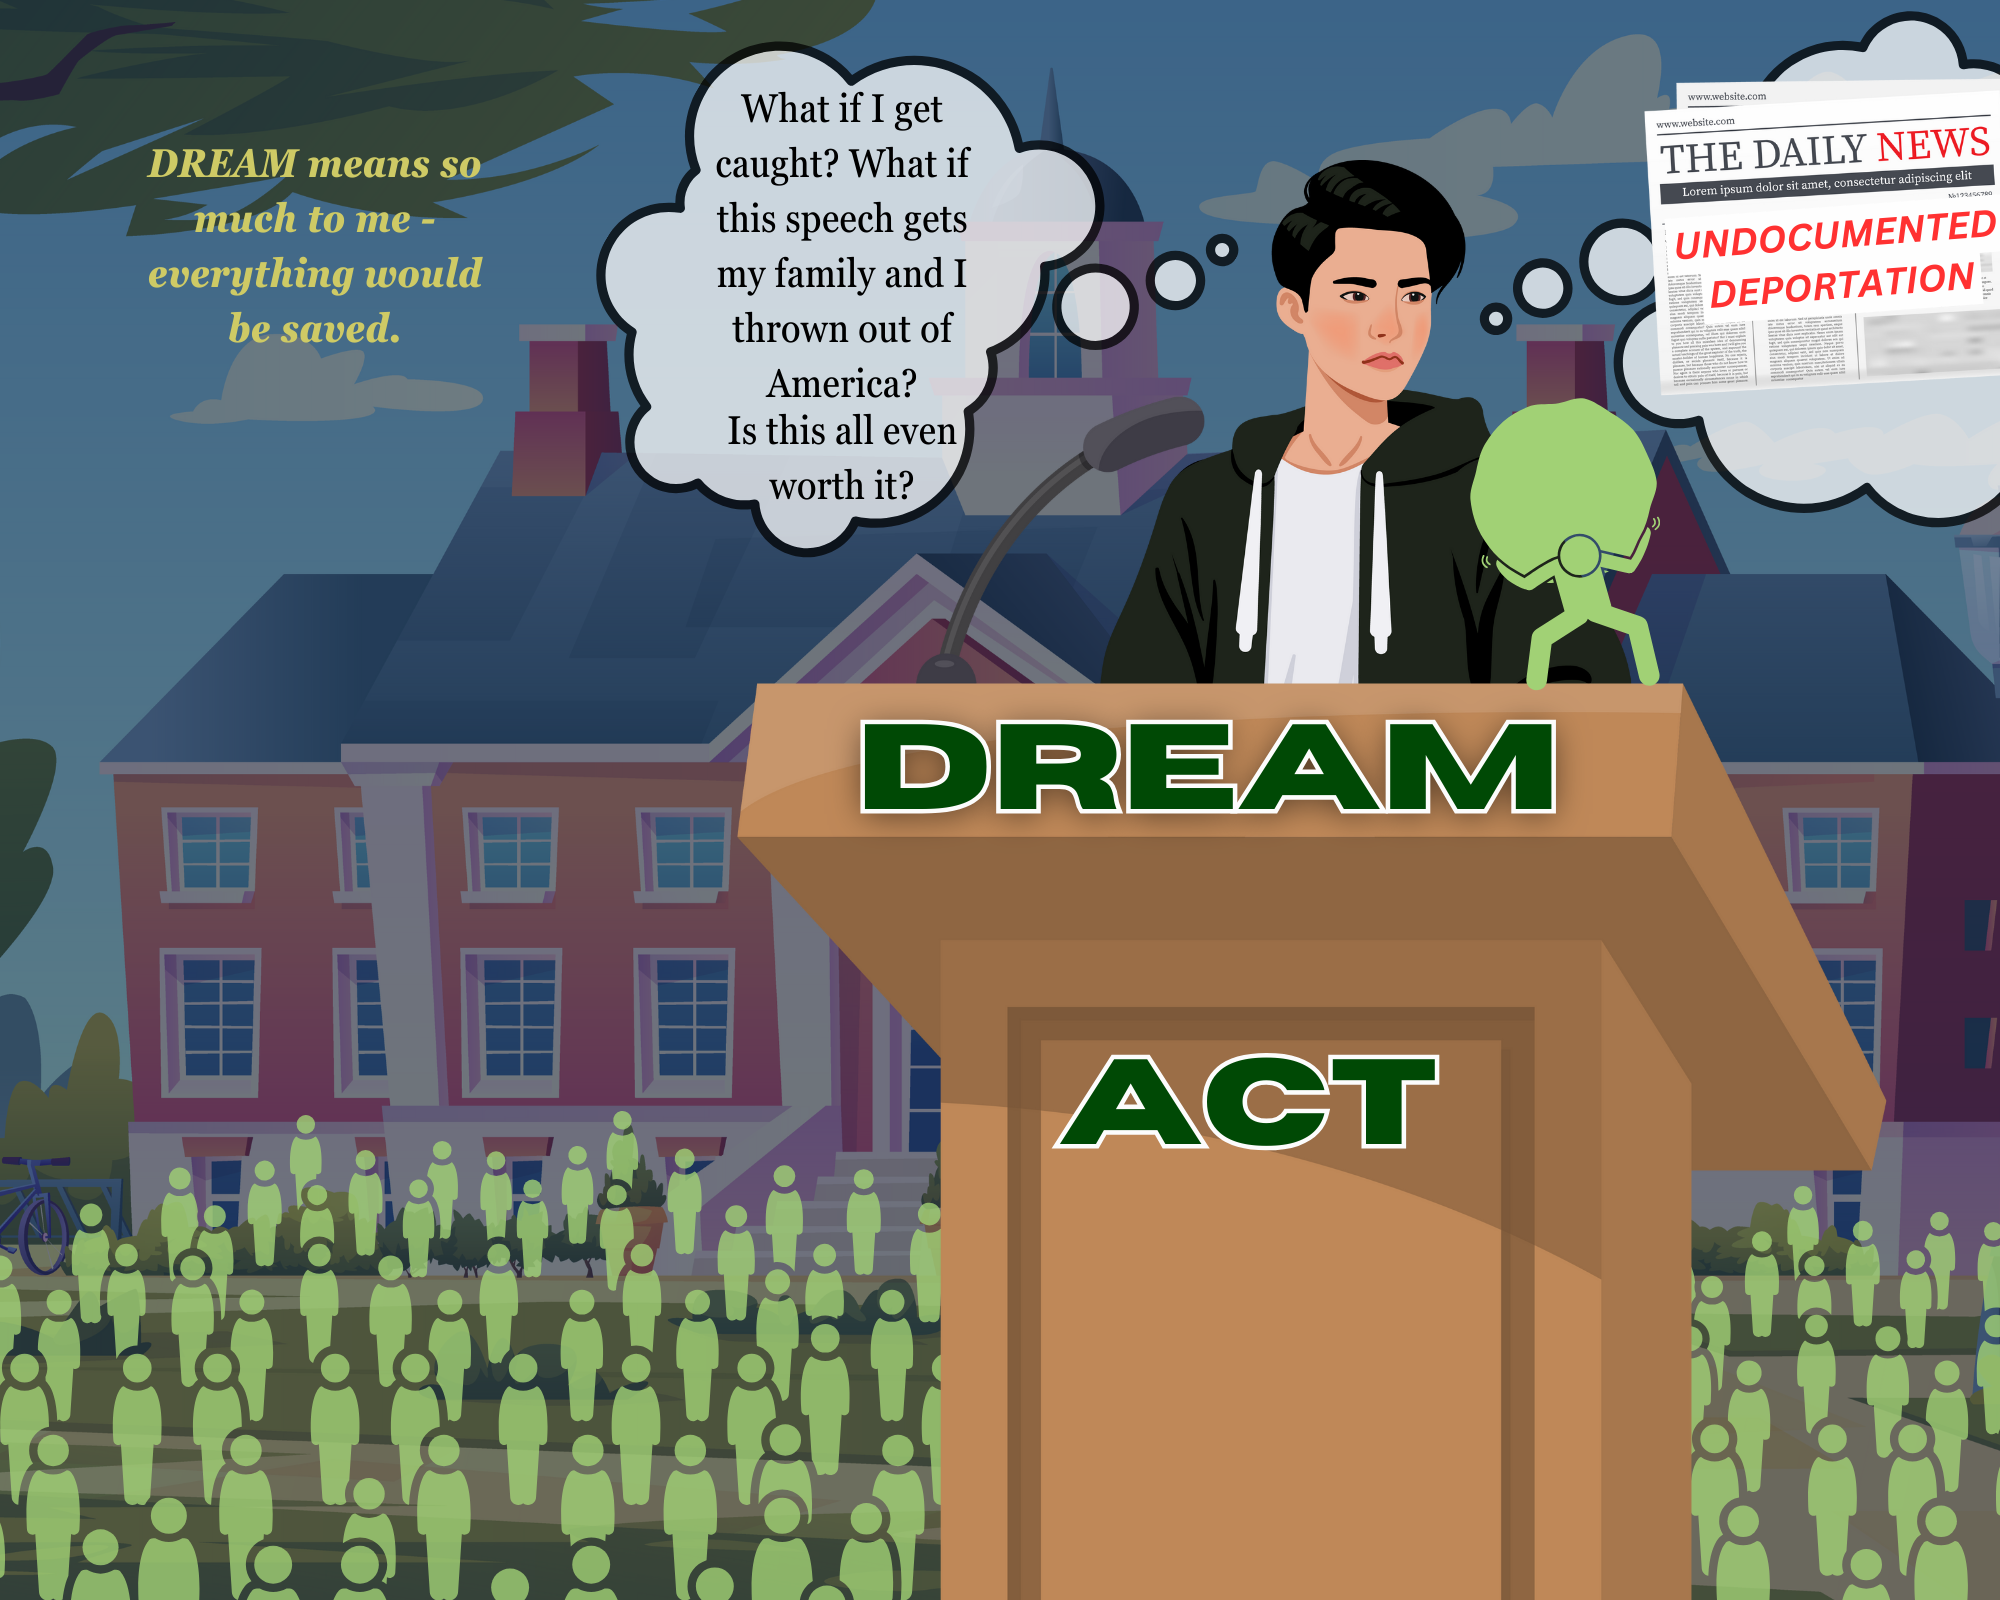 DREAM means so
much to me -
everything would
be saved.
What if I get
caught? What if
this speech gets
my family and I
thrown out of
America?
Is this all even
worth it?
www.website.com
www.website.com
THE DAILY NEWS
Lorem ipsum dolor sit amet, consectetur adipiscing elit
UNDOCUMENTED
DEPORTATION
DREAM
ACT